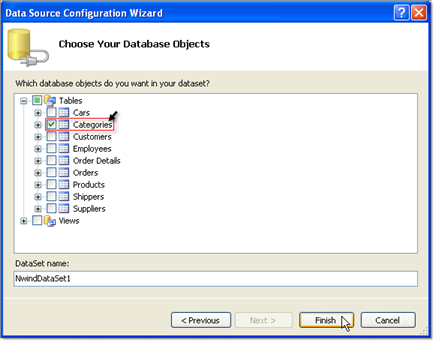 Data Source Configuration Wizard
Choose Your Database Objects
Which database objects do you want in your dataset?
Tables
Cars
Categories
Customers
Employees
Order Details
Orders
Products
Shippers
Suppliers
Views
DataSet name:
NwindDataSet1
< Previous
Next >
Finish
Cancel